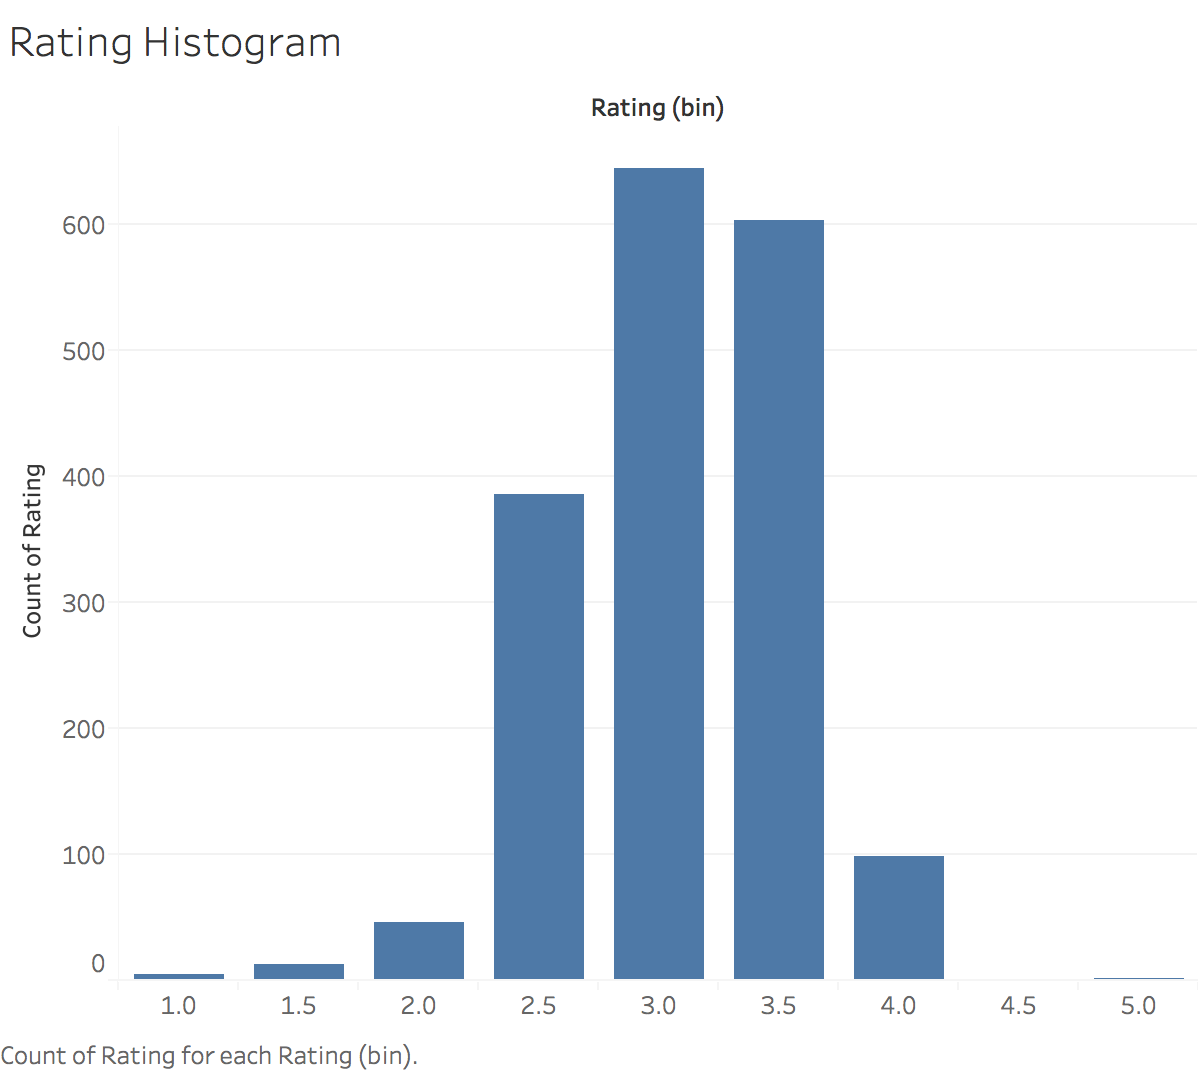 Rating Histogram
Rating (bin)
600
500
400
300
200
100
0
Count of Rating
1.0 1.5 2.0 2.5 3.0 3.5 4.0 4.5 5.0
Count of Rating for each Rating (bin).